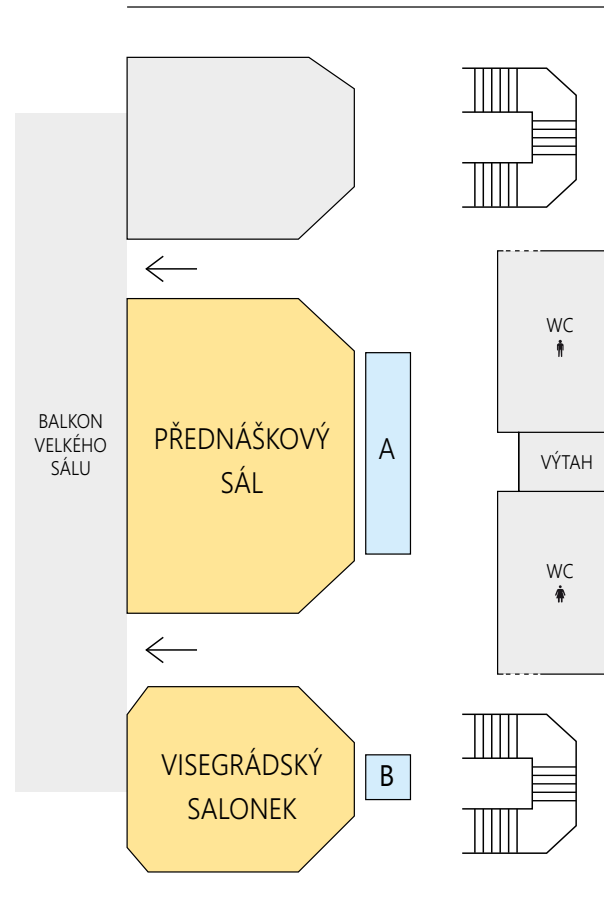 WC
BALKON
VELKÉHO
SÁLU
PŘEDNÁŠKOVÝ
SÁL
A
VÝTAH
WC
VISEGRÁDSKÝ
SALONEK
B